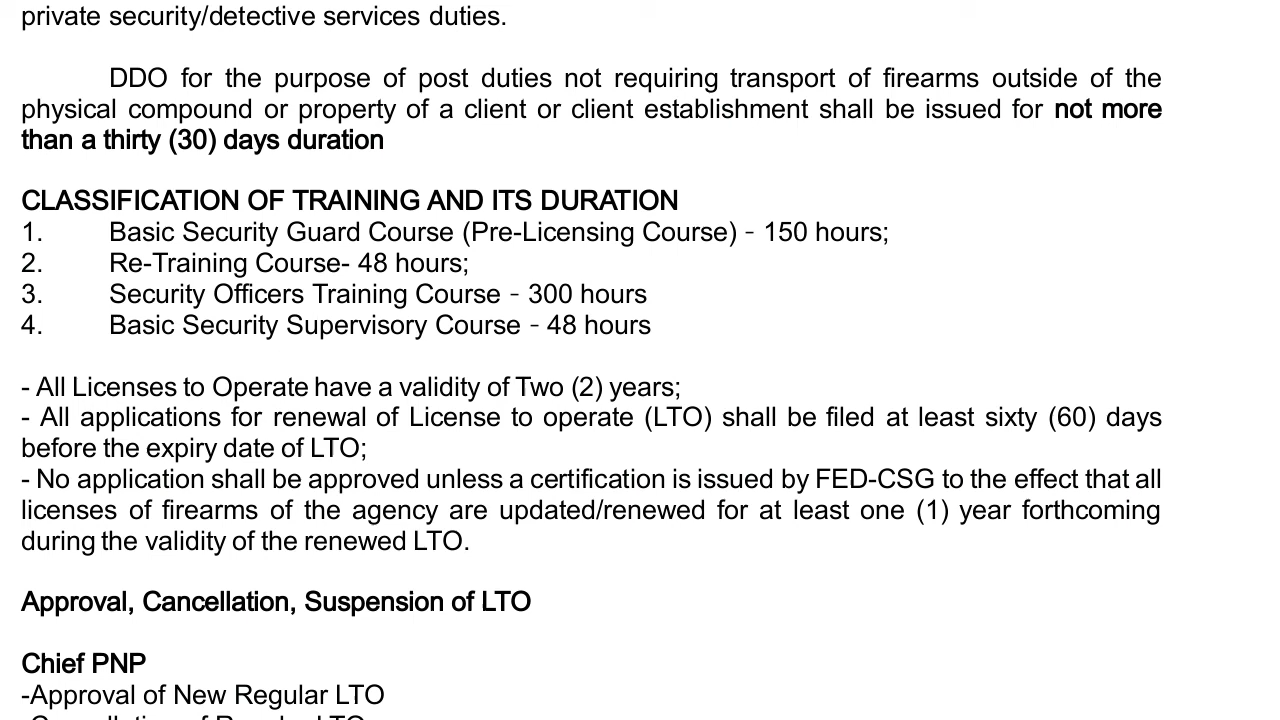 private security/detective services duties.
DDO for the purpose of post duties not requiring transport of firearms outside of the
physical compound or property of a client or client establishment shall be issued for not more
than a thirty (30) days duration
CLASSIFICATION OF TRAINING AND ITS DURATION
1. Basic Security Guard Course (Pre-Licensing Course) – 150 hours;
2. Re-Training Course- 48 hours;
3. Security Officers Training Course – 300 hours
4. Basic Security Supervisory Course – 48 hours
- All Licenses to Operate have a validity of Two (2) years;
- All applications for renewal of License to operate (LTO) shall be filed at least sixty (60) days
before the expiry date of LTO;
- No application shall be approved unless a certification is issued by FED-CSG to the effect that all
licenses of firearms of the agency are updated/renewed for at least one (1) year forthcoming
during the validity of the renewed LTO.
Approval, Cancellation, Suspension of LTO
Chief PNP
-Approval of New Regular LTO